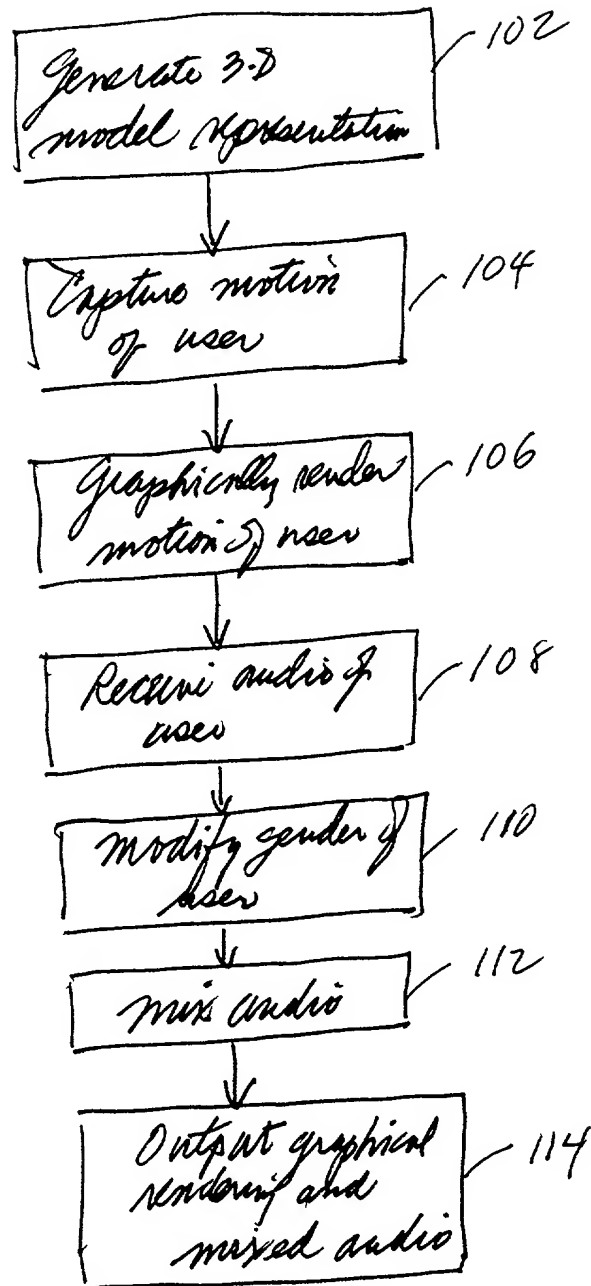 102
Generate 3-D
model representation
104
Capture motion
of user
106
Graphically render
motion of user
108
Receive audio of
user
110
modify gender of
user
112
mix audio
114
Output graphical
rendering and
mixed audio